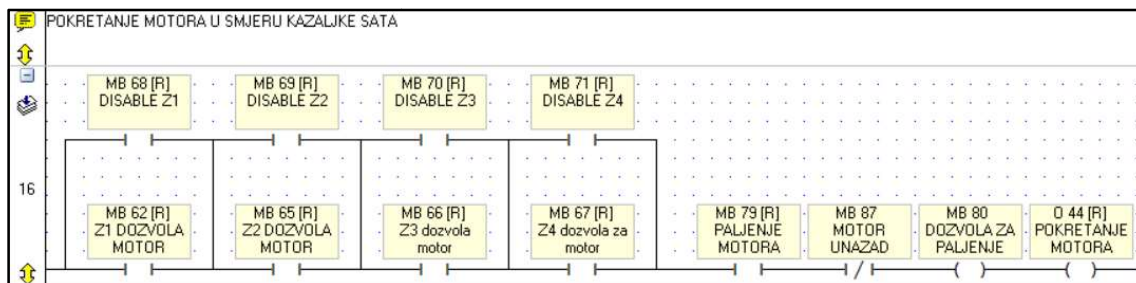 POKRETANJE MOTORA U SMJERU KAZALJKE SATA
MB 68 [R]
DISABLE Z1
MB 69 [R]
DISABLE Z2
MB 70 [R]
DISABLE Z3
MB 71 [R]
DISABLE Z4
16
MB 62 [R]
Z1 DOZVOLA
MOTOR
MB 65 [R]
Z2 DOZVOLA
MOTOR
MB 66 [R]
Z3 dozvola
motor
MB 67 [R]
Z4 dozvola za
motor
MB 79 [R]
PALJENJE
MOTORA
MB 87
MOTOR
UNAZAD
MB 80
DOZVOLA ZA
PALJENJE
O 44 [R]
POKRETANJE
MOTORA